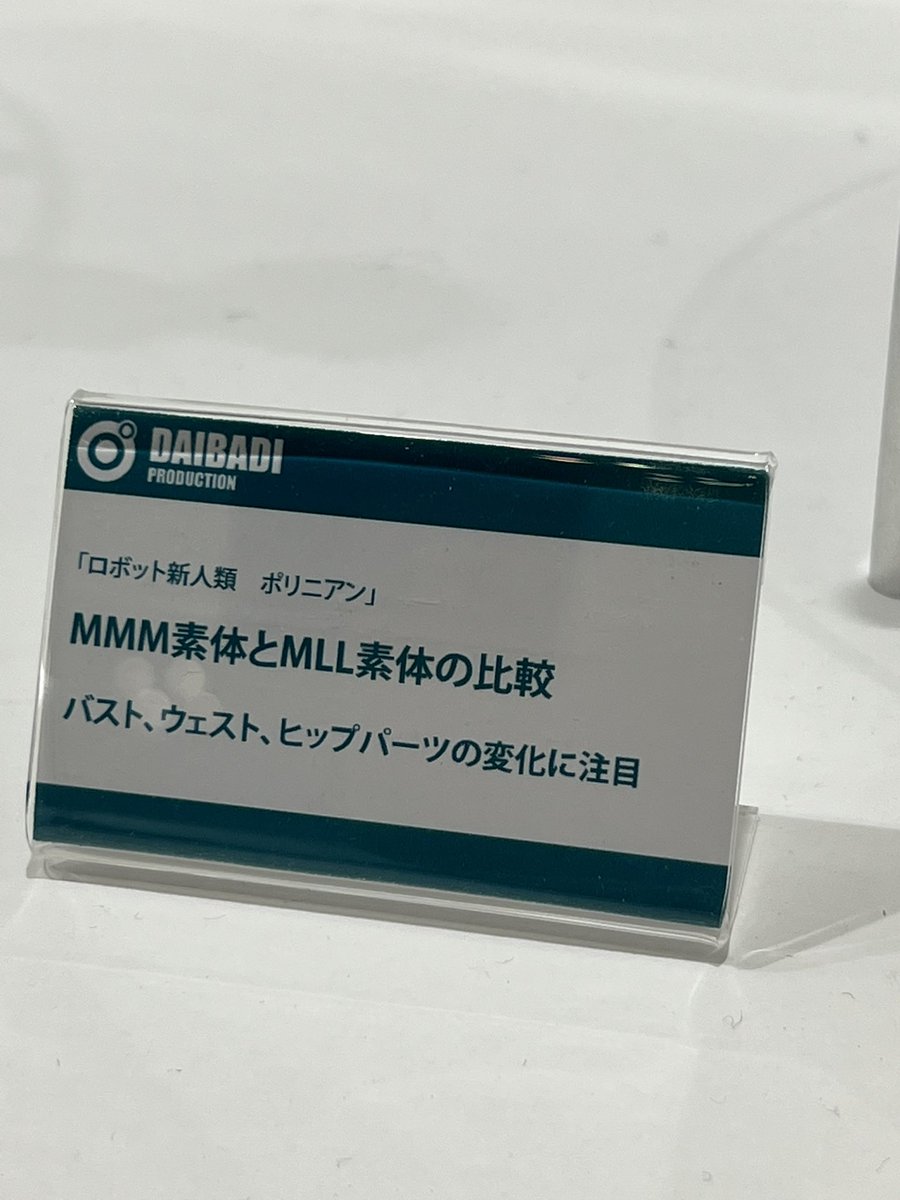 DAIBADI
PRODUCTION
「ロボット新人類　ポリニアン」
MMM素体とMLL素体の比較
バスト、ウェスト、ヒップパーツの変化に注目